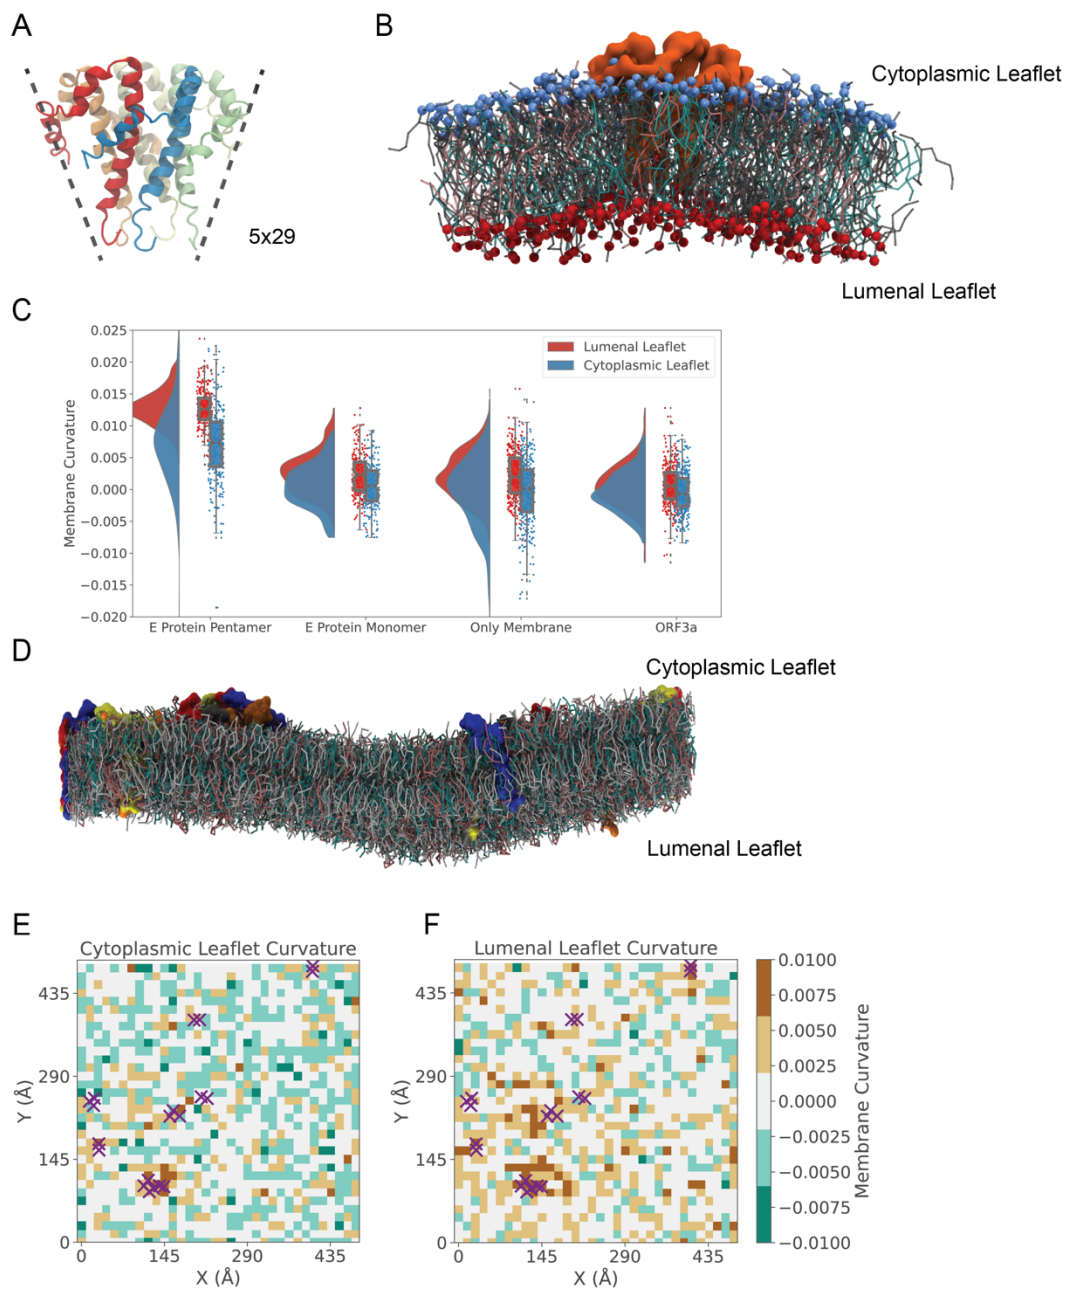 A
B
Cytoplasmic Leaflet
5x29
Lumenal Leaflet
C
0.025
0.020
0.015
0.010
0.005
0.000
−0.005
−0.010
−0.015
−0.020
Membrane Curvature
Lumenal Leaflet
Cytoplasmic Leaflet
E Protein Pentamer
E Protein Monomer
Only Membrane
ORF3a
D
Cytoplasmic Leaflet
Lumenal Leaflet
E
Cytoplasmic Leaflet Curvature
435
290
145
0
Y (Å)
0
145
290
435
X (Å)
F
Lumenal Leaflet Curvature
435
290
145
0
Y (Å)
0
145
290
435
X (Å)
0.0100
0.0075
0.0050
0.0025
0.0000
−0.0025
−0.0050
−0.0075
−0.0100
Membrane Curvature